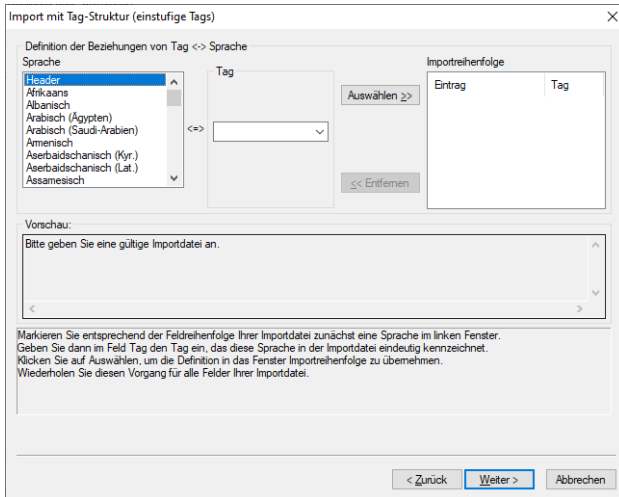 Import mit Tag-Struktur (einstufige Tags)
Definition der Beziehungen von Tag <-> Sprache
Sprache
Header
Afrikaans
Albanisch
Arabisch (Ägypten)
Arabisch (Saudi-Arabien)
Armenisch
Aserbaidschanisch (Kyr.)
Aserbaidschanisch (Lat.)
Assamesisch
<=>
Tag
Auswählen >>
<< Entfernen
Importreihenfolge
Eintrag Tag
Vorschau:
Bitte geben Sie eine gültige Importdatei an.
Markieren Sie entsprechend der Feldreihenfolge Ihrer Importdatei zunächst eine Sprache im linken Fenster.
Geben Sie dann im Feld Tag den Tag ein, das diese Sprache in der Importdatei eindeutig kennzeichnet.
Klicken Sie auf Auswählen, um die Definition in das Fenster Importreihenfolge zu übernehmen.
Wiederholen Sie diesen Vorgang für alle Felder Ihrer Importdatei.
< Zurück Weiter > Abbrechen